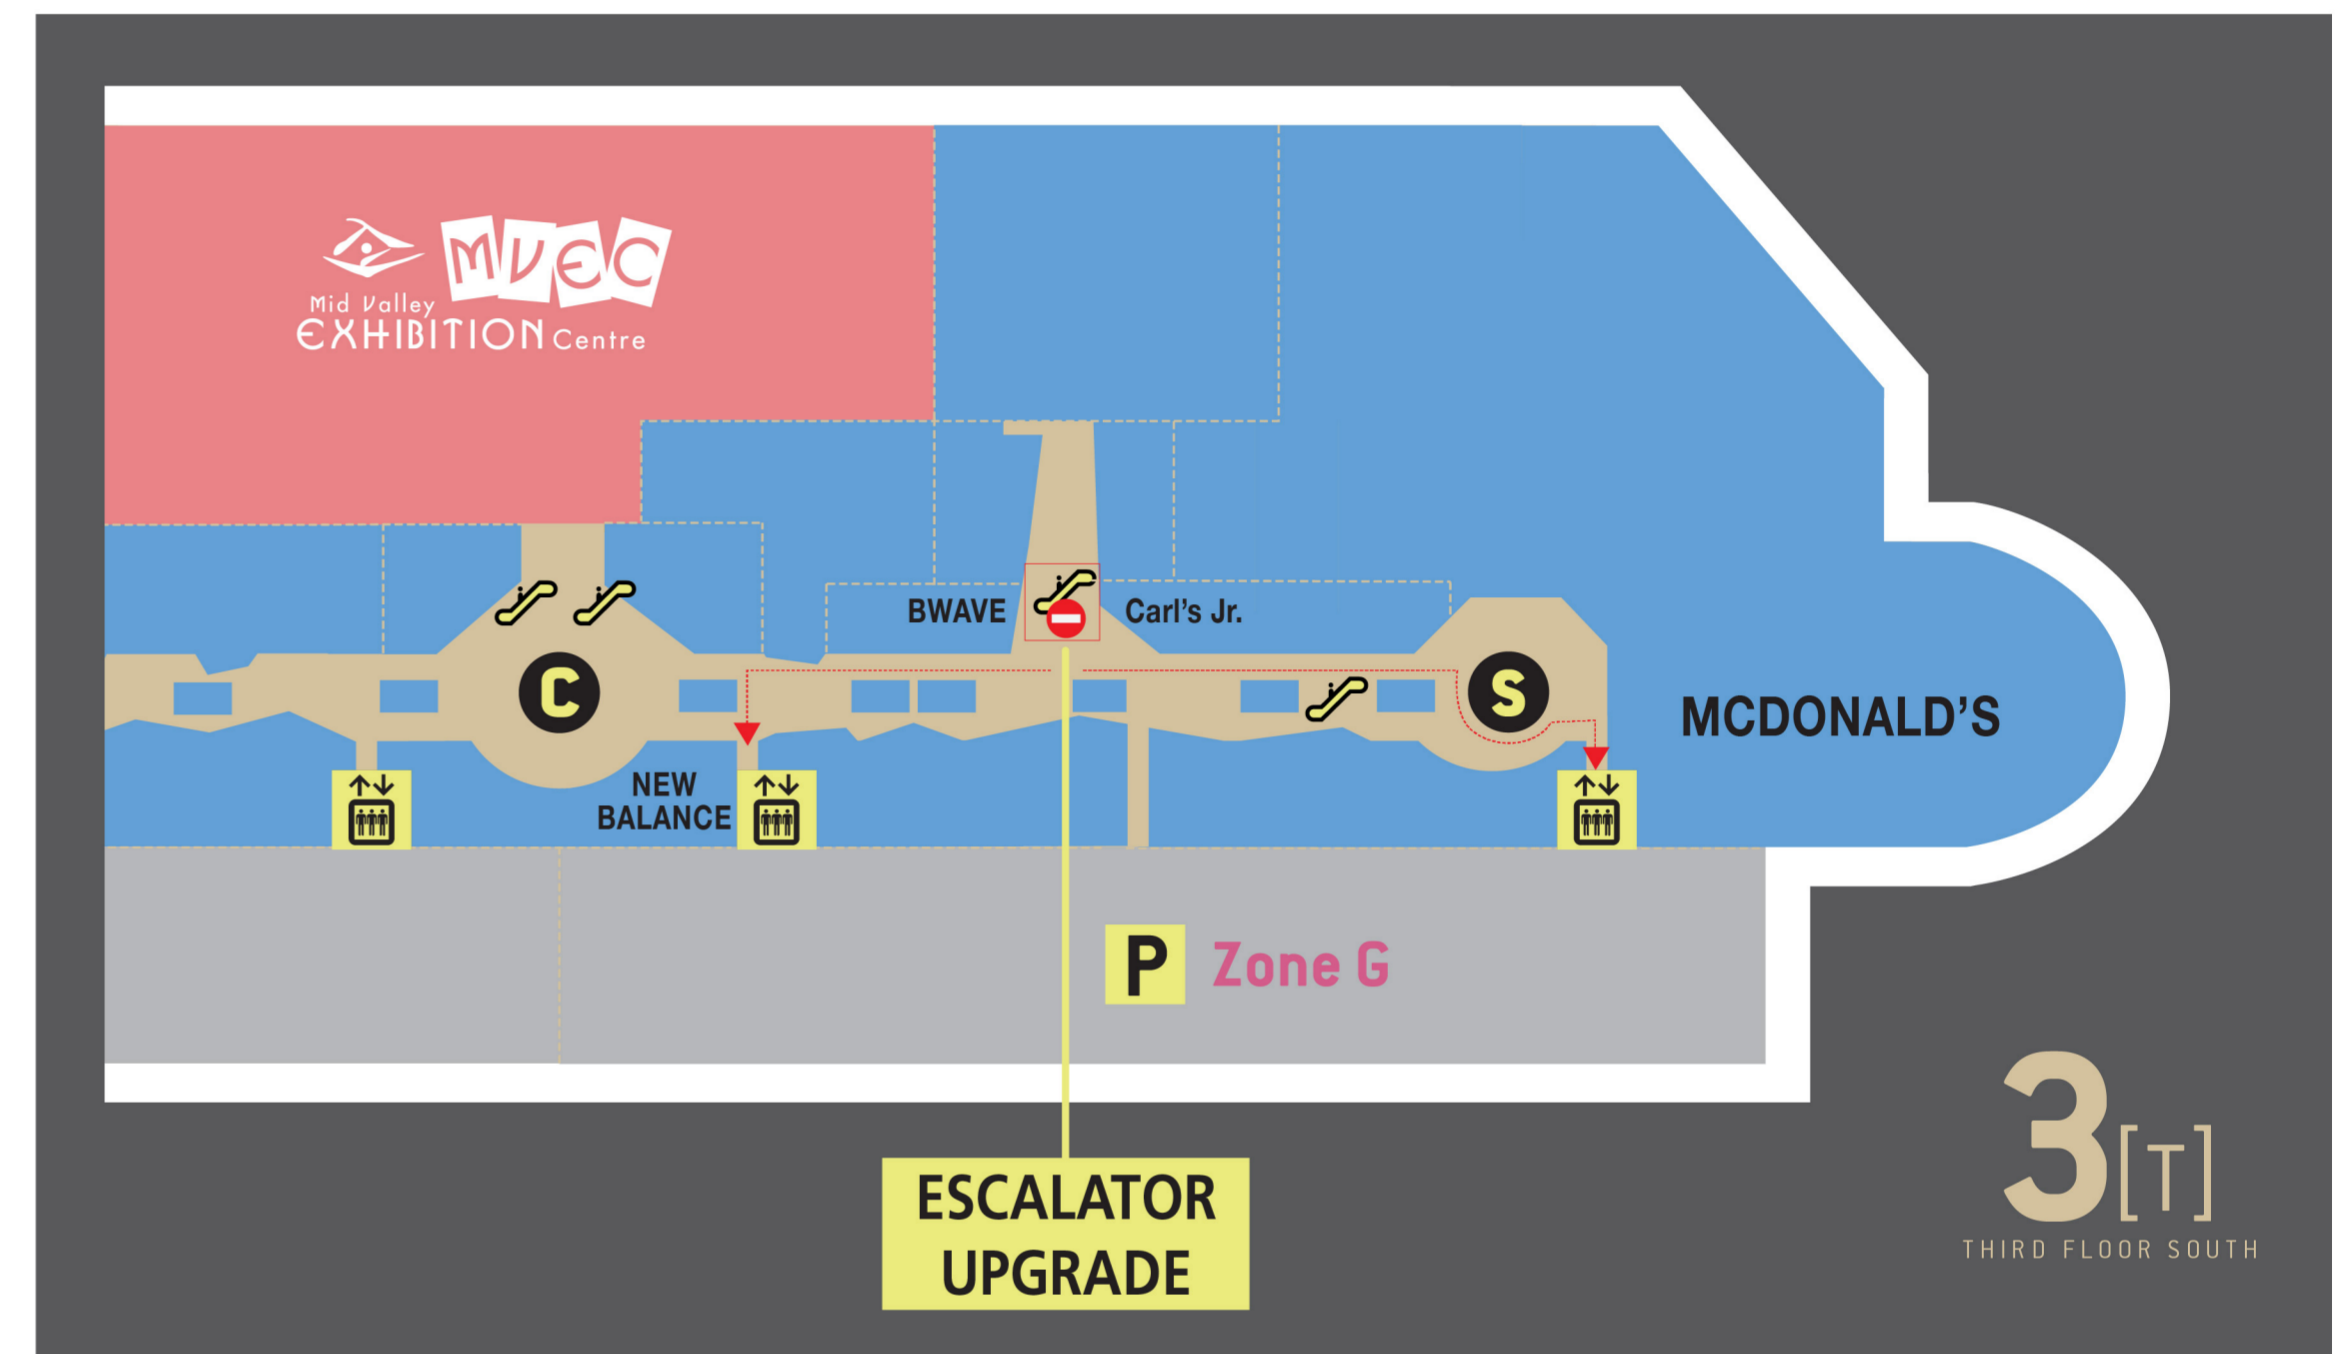 MVEC
Mid Valley
EXHIBITION Centre
BWAVE
Carl's Jr.
C
S
MCDONALD'S
NEW
BALANCE
P Zone G
ESCALATOR
UPGRADE
3[T]
THIRD FLOOR SOUTH